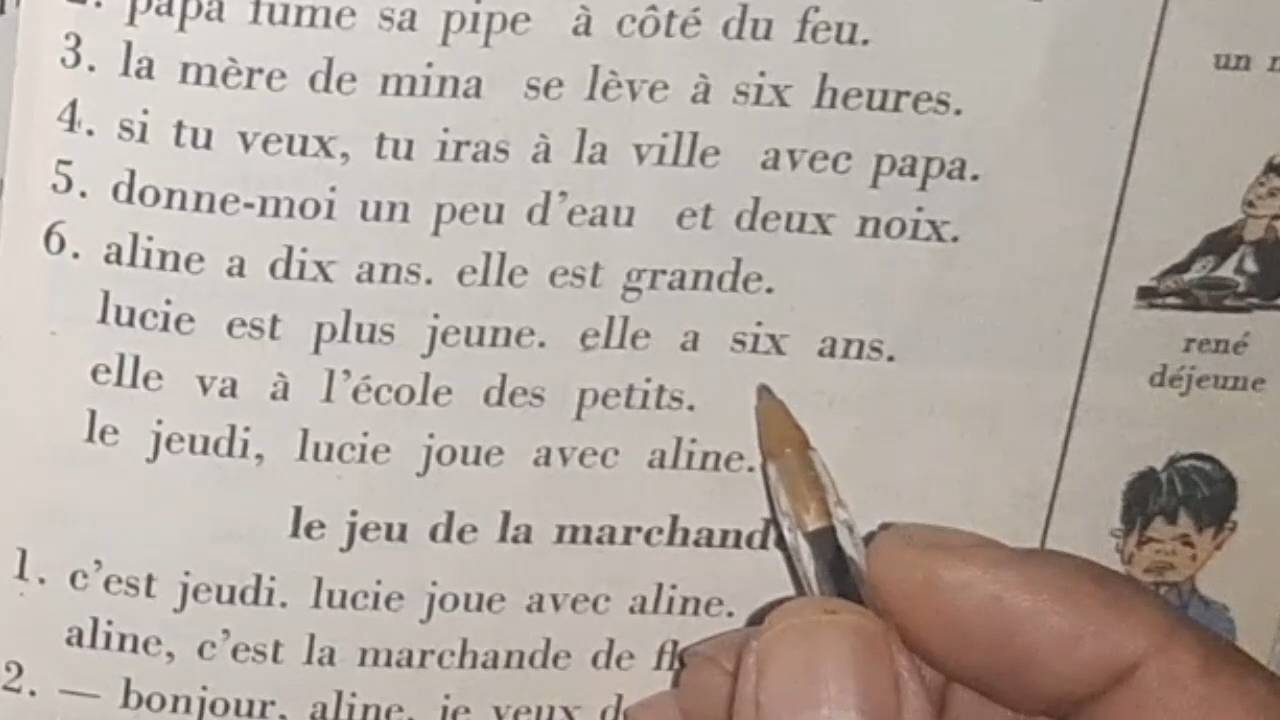 papa fume sa pipe à côté du feu.
3. la mère de mina se lève à six heures.
4. si tu veux, tu iras à la ville avec papa.
5. donne-moi un peu d'eau et deux noix.
6. aline a dix ans. elle est grande.
lucie est plus jeune. elle a six ans.
elle va à l'école des petits.
le jeudi, lucie joue avec aline.
le jeu de la marchande
1. c'est jeudi. lucie joue avec aline.
aline, c'est la marchande de
2. — bonjour, aline, je veux
un
rené
déjeune